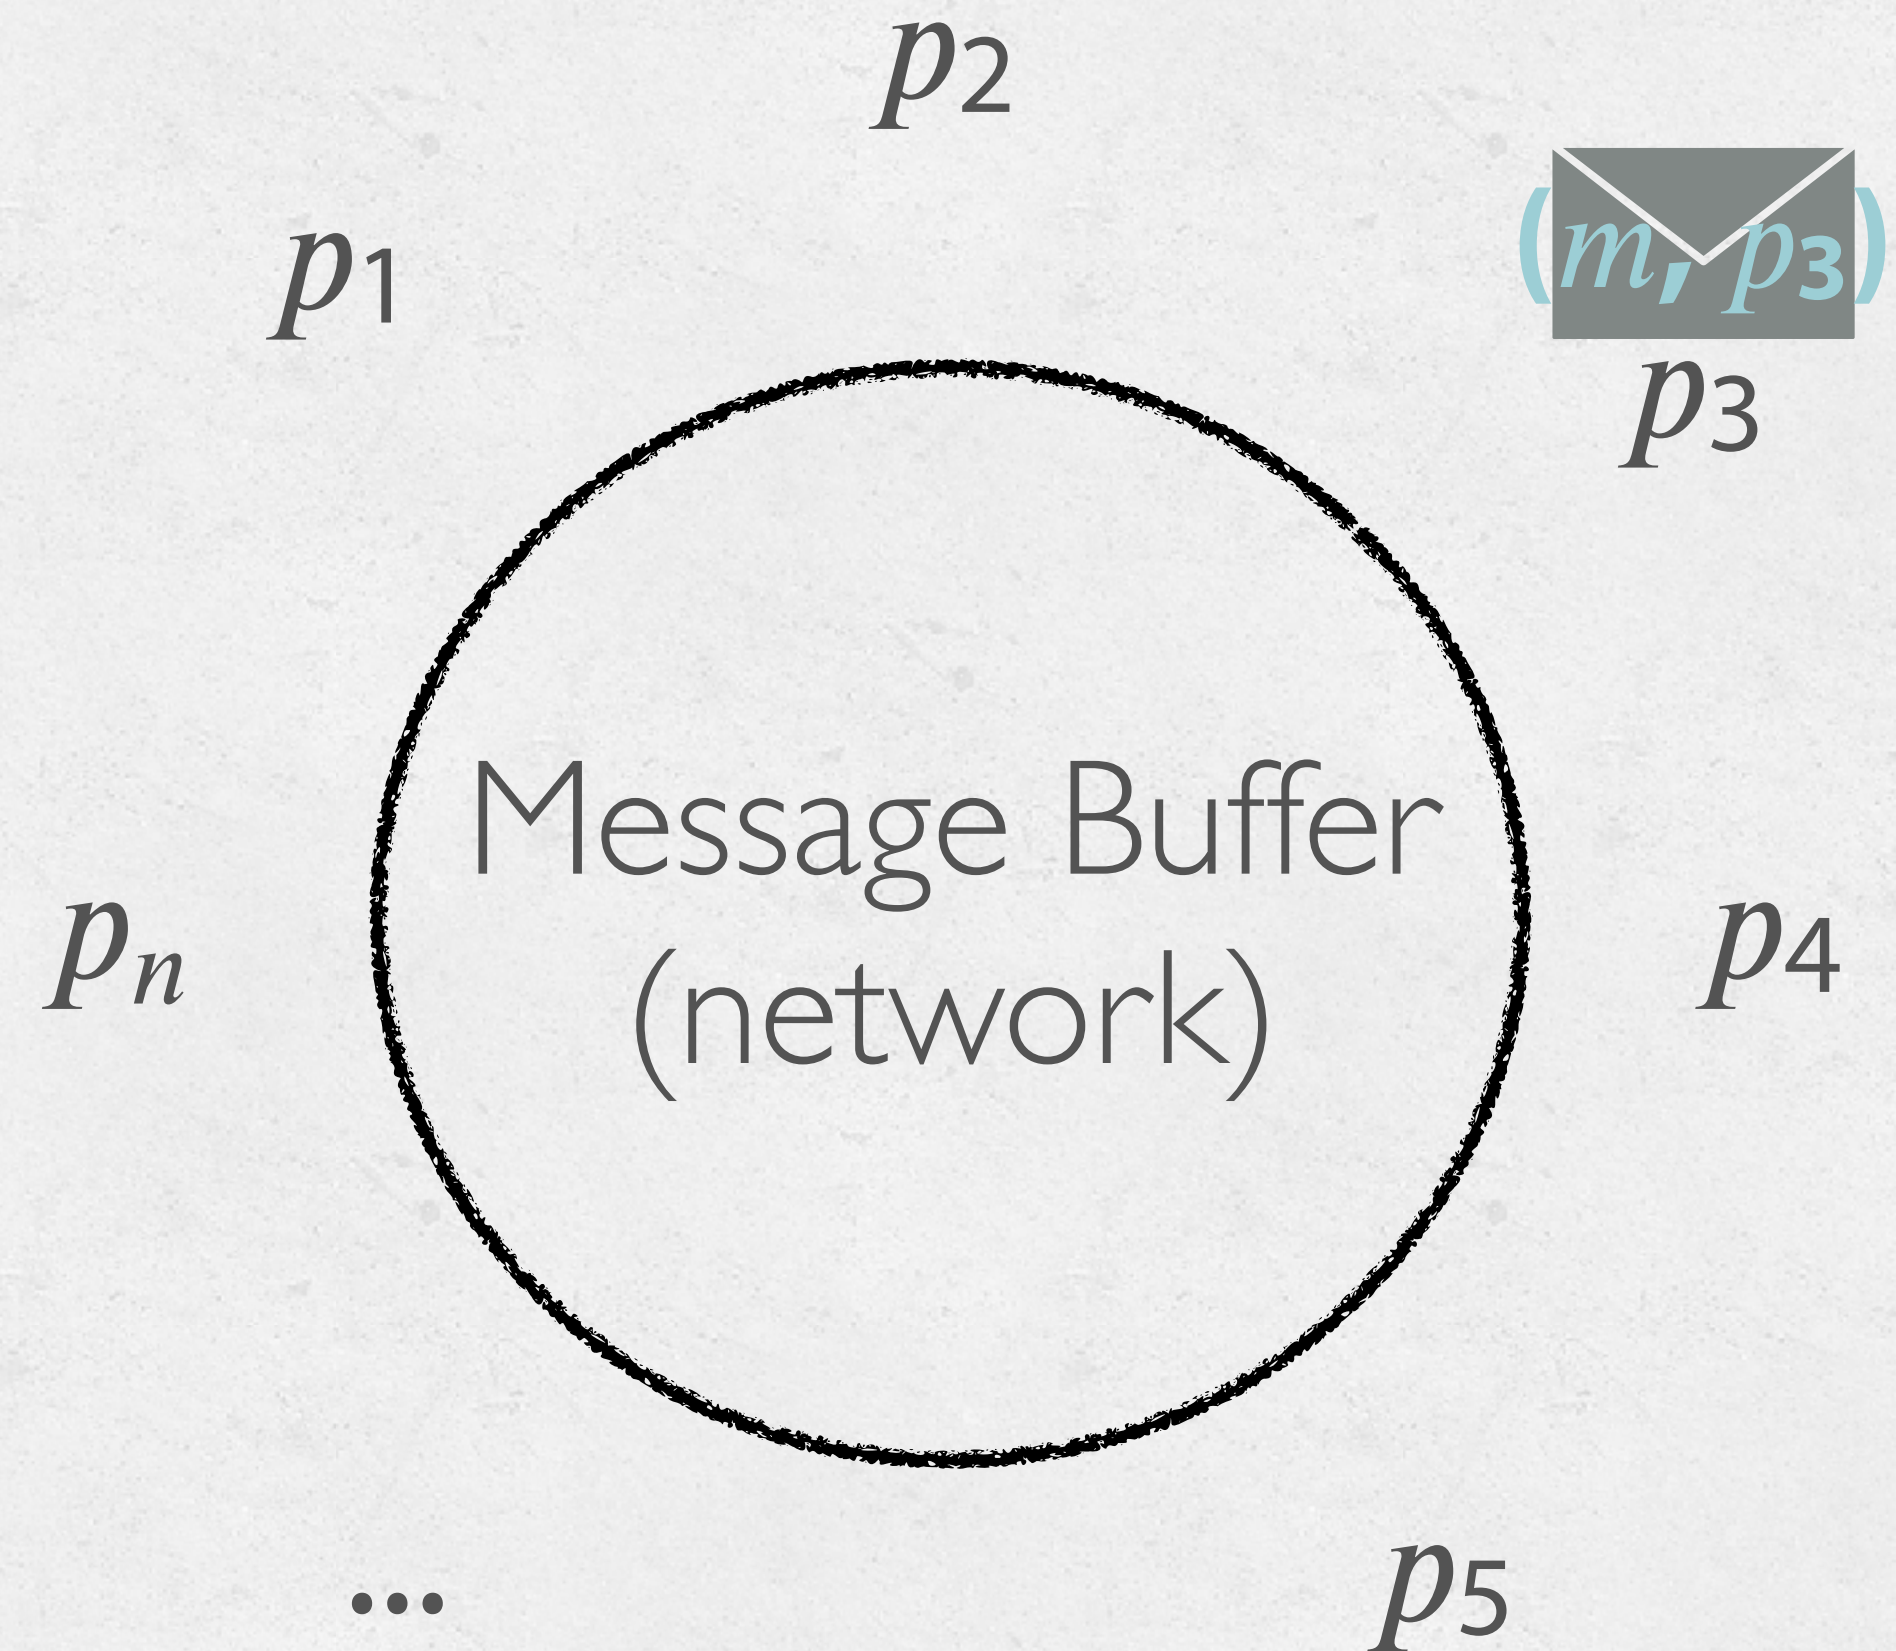 p2
p1
(m, p3)
p3
Message Buffer
(network)
pn
p4
...
p5